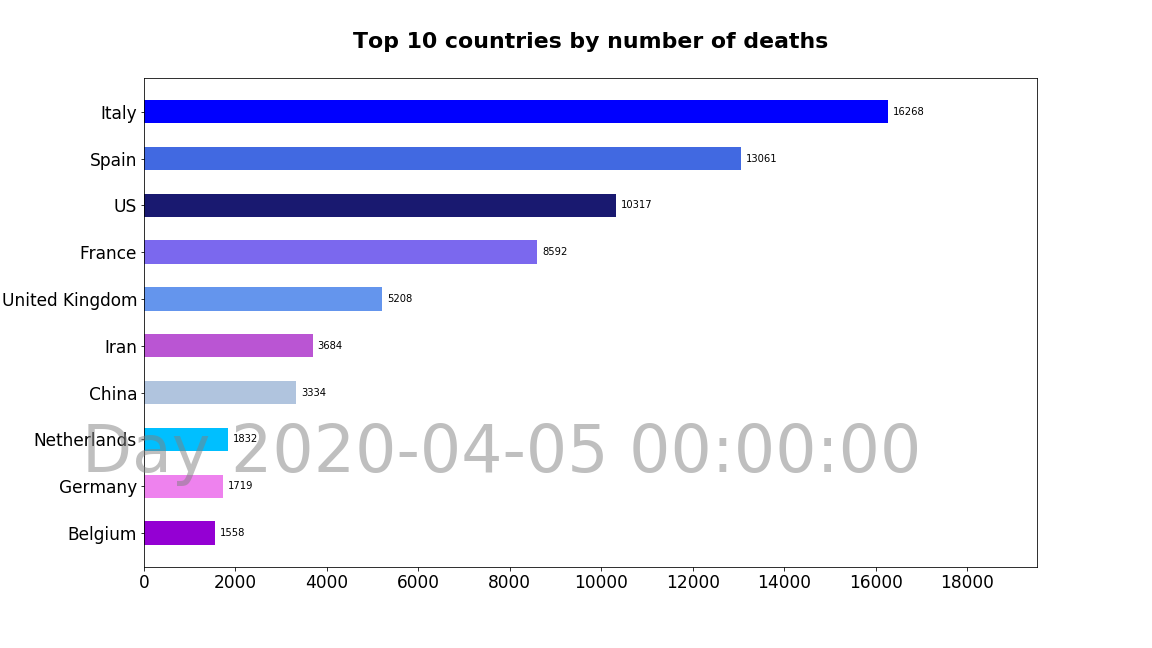 Top 10 countries by number of deaths
Italy 16268
Spain 13061
US 10317
France 8592
United Kingdom 5208
Iran 3684
China 3334
Netherlands 1832
Day 2020-04-05 00:00:00
Germany 1719
Belgium 1558
0 2000 4000 6000 8000 10000 12000 14000 16000 18000